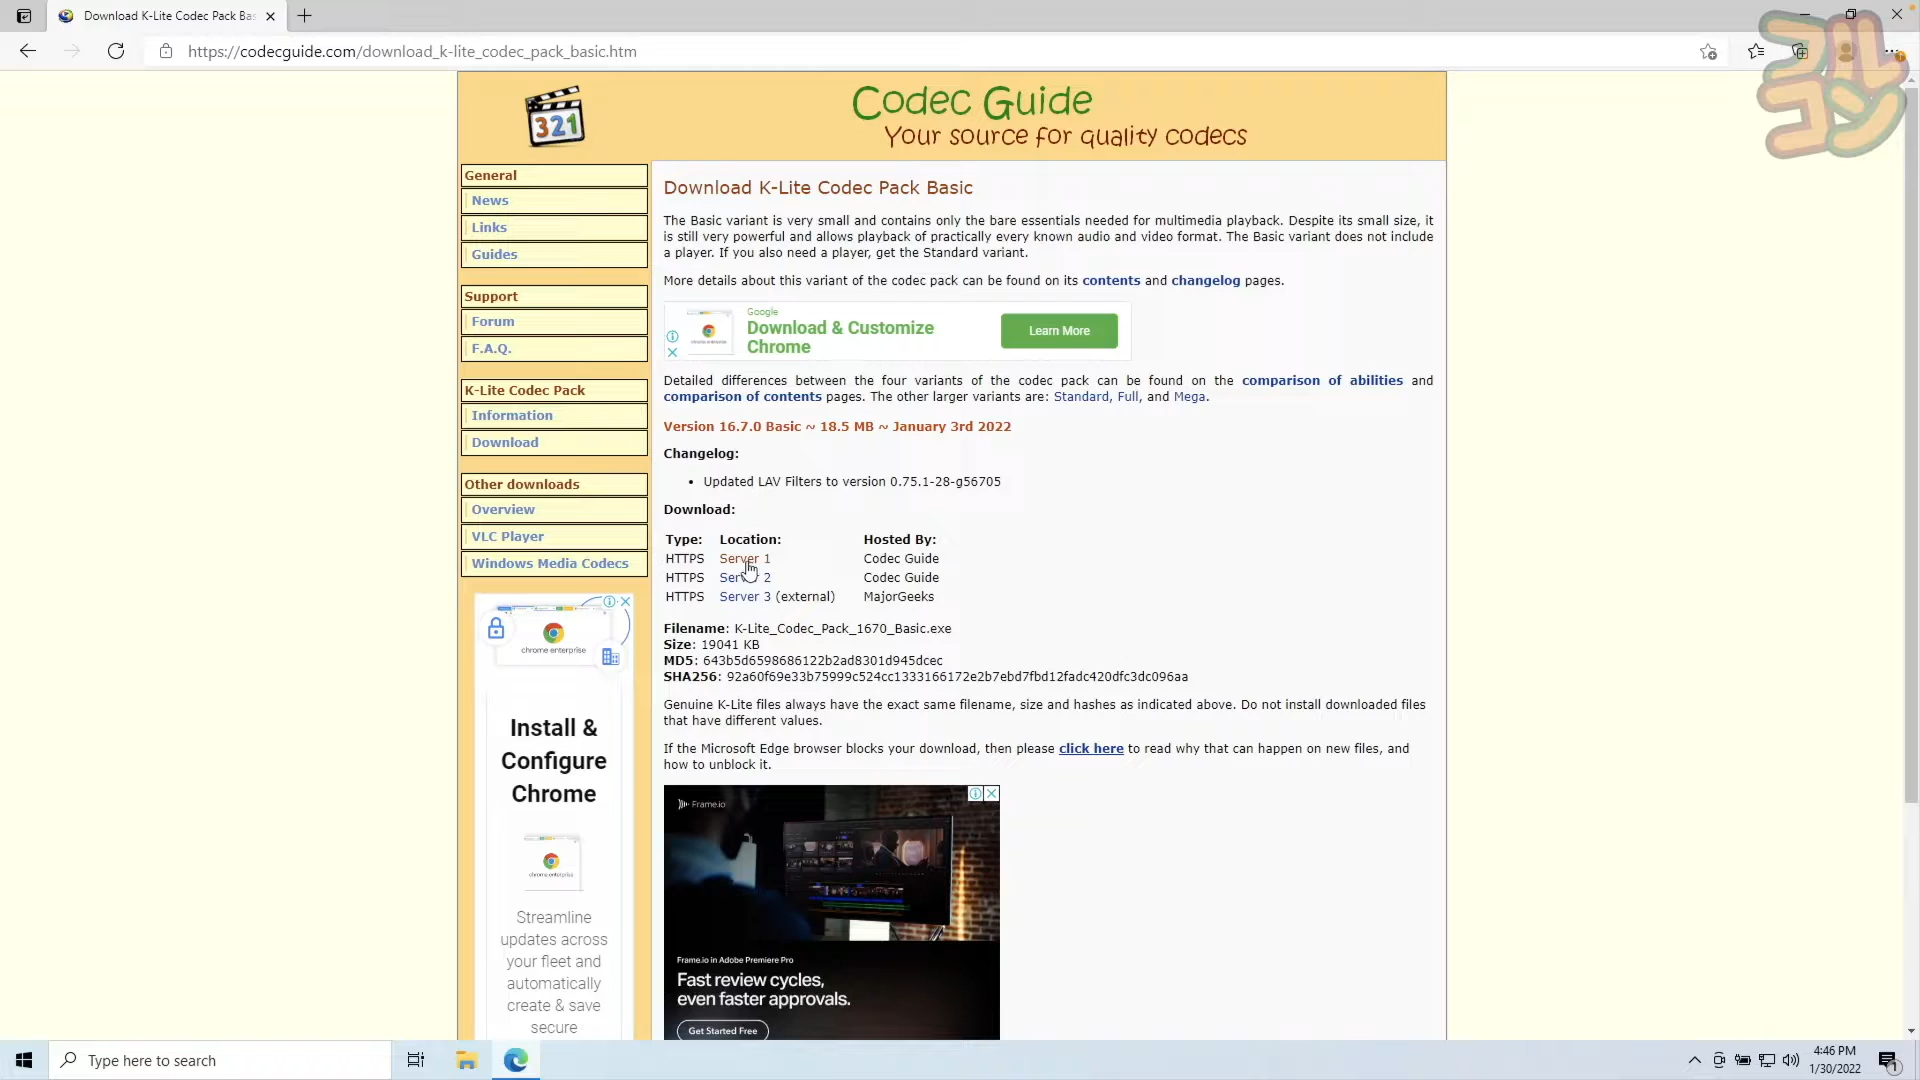 Download K-Lite Codec Pack Bas
https://codecguide.com/download_k-lite_codec_pack_basic.htm
コル
コン
321
Codec Guide
Your source for quality codecs
General
News
Links
Guides
Support
Forum
F.A.Q.
K-Lite Codec Pack
Information
Download
Other downloads
Overview
VLC Player
Windows Media Codecs
chrome enterprise
Install &
Configure
Chrome
chrome enterprise
Streamline
updates across
your fleet and
automatically
create & save
secure
Download K-Lite Codec Pack Basic
The Basic variant is very small and contains only the bare essentials needed for multimedia playback. Despite its small size, it
is still very powerful and allows playback of practically every known audio and video format. The Basic variant does not include
a player. If you also need a player, get the Standard variant.
More details about this variant of the codec pack can be found on its contents and changelog pages.
Google
Download & Customize
Chrome
Learn More
Detailed differences between the four variants of the codec pack can be found on the comparison of abilities and
comparison of contents pages. The other larger variants are: Standard, Full, and Mega.
Version 16.7.0 Basic ~ 18.5 MB ~ January 3rd 2022
Changelog:
• Updated LAV Filters to version 0.75.1-28-g56705
Download:
Type: Location: Hosted By:
HTTPS Server 1 Codec Guide
HTTPS Server 2 Codec Guide
HTTPS Server 3 (external) MajorGeeks
Filename: K-Lite_Codec_Pack_1670_Basic.exe
Size: 19041 KB
MD5: 643b5d6598686122b2ad8301d945dcec
SHA256: 92a60f69e33b75999c524cc1333166172e2b7ebd7fbd12fadc420dfc3dc096aa
Genuine K-Lite files always have the exact same filename, size and hashes as indicated above. Do not install downloaded files
that have different values.
If the Microsoft Edge browser blocks your download, then please click here to read why that can happen on new files, and
how to unblock it.
Frame.io
Frame.io in Adobe Premiere Pro
Fast review cycles,
even faster approvals.
Get Started Free
Type here to search
4:46 PM
1/30/2022
1